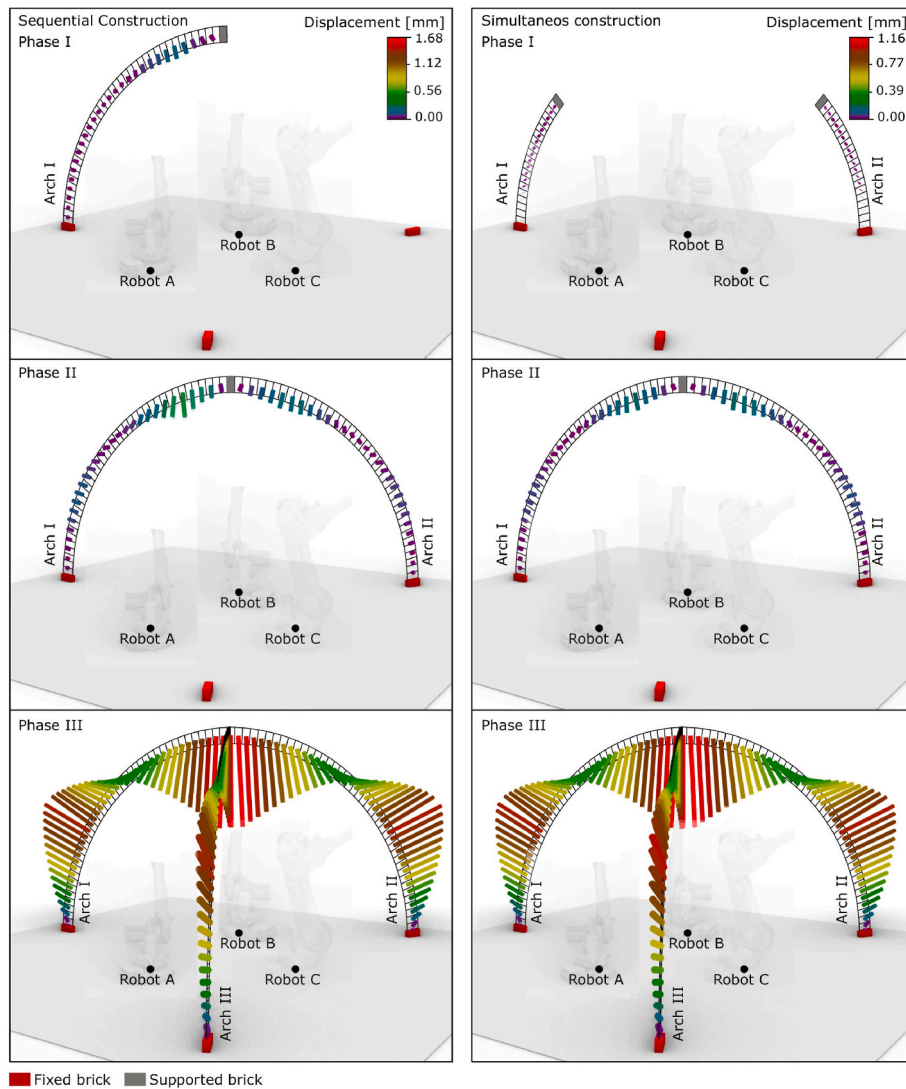 Sequential Construction
Displacement [mm]
Phase I
1.68
1.12
0.56
0.00
Arch I
Robot B
Robot A
Robot C
Phase II
Arch I
Arch II
Robot B
Robot A
Robot C
Phase III
Arch I
Arch II
Robot B
Robot A
Robot C
Arch III
Simultaneos construction
Displacement [mm]
Phase I
1.16
0.77
0.39
0.00
Arch I
Arch II
Robot B
Robot A
Robot C
Phase II
Arch I
Arch II
Robot B
Robot A
Robot C
Phase III
Arch I
Arch II
Robot B
Robot A
Robot C
Arch III
Fixed brick
Supported brick